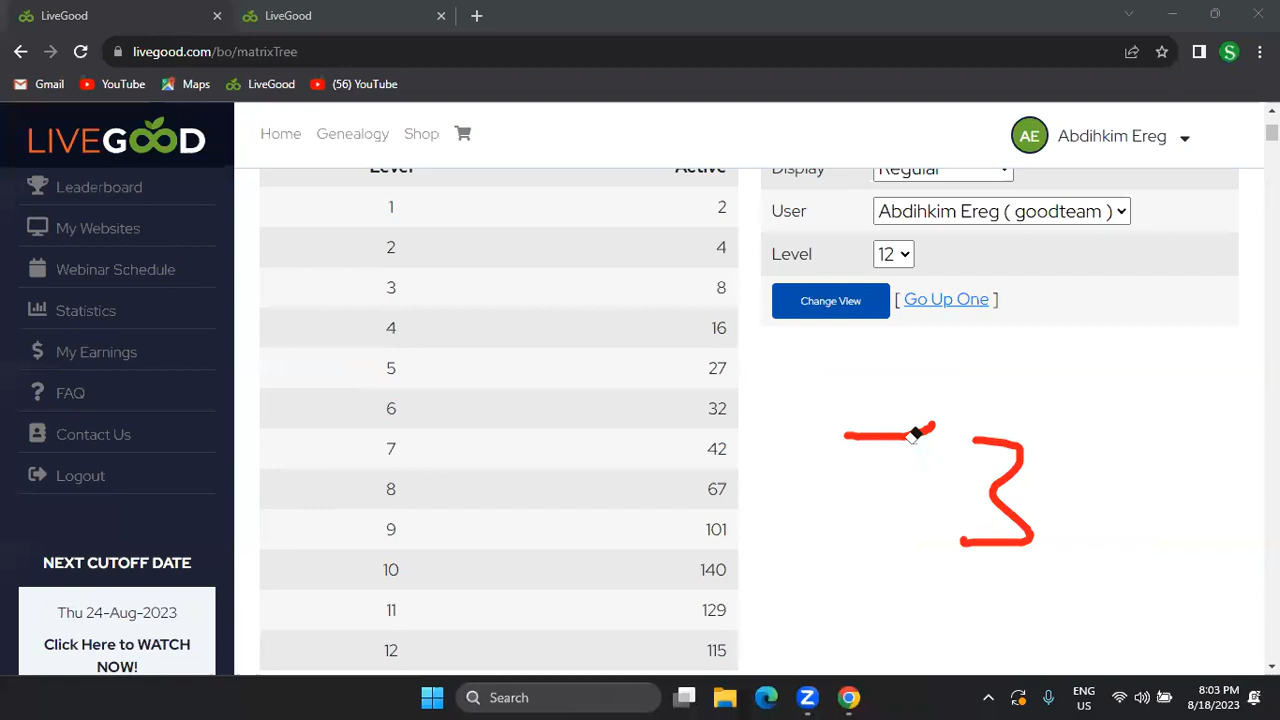 LiveGood
LiveGood
livegood.com/bo/matrixTree
Gmail YouTube Maps LiveGood (56) YouTube
S
LIVEGOOD
Home Genealogy Shop
AE Abdihkim Ereg
Leaderboard
My Websites
Webinar Schedule
Statistics
My Earnings
FAQ
Contact Us
Logout
NEXT CUTOFF DATE
Thu 24-Aug-2023
Click Here to WATCH
NOW!
Level Active
1 2
2 4
3 8
4 16
5 27
6 32
7 42
8 67
9 101
10 140
11 129
12 115
Display Regular
User Abdihkim Ereg ( goodteam )
Level 12
Change View [ Go Up One ]
3
Search
ENG
US
8:03 PM
8/18/2023